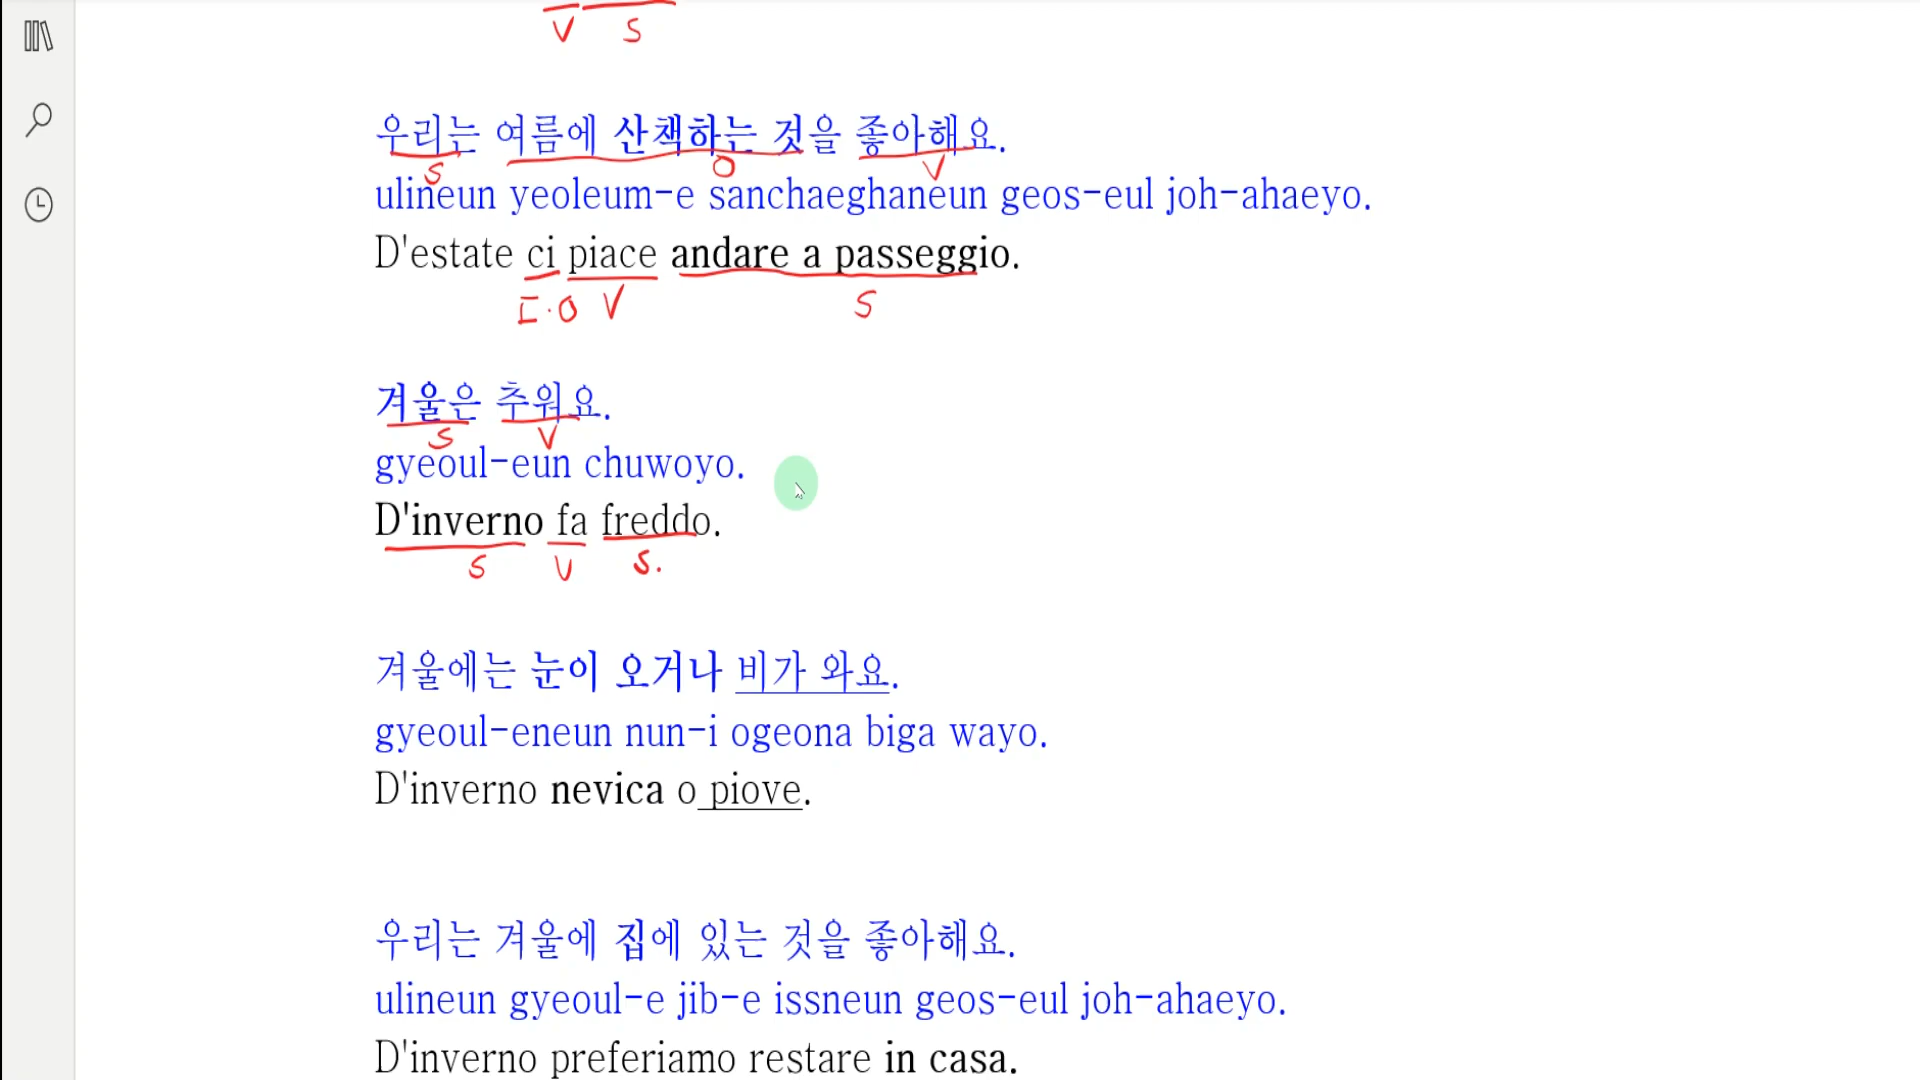 V S
우리는 여름에 산책하는 것을 좋아해요.
S O V
ulineun yeoleum-e sanchaeghaneun geos-eul joh-ahaeyo.
D'estate ci piace andare a passeggio.
I.O V S
겨울은 추워요.
S V
gyeoul-eun chuwoyo.
D'inverno fa freddo.
S V S.
겨울에는 눈이 오거나 비가 와요.
gyeoul-eneun nun-i ogeona biga wayo.
D'inverno nevica o piove.
우리는 겨울에 집에 있는 것을 좋아해요.
ulineun gyeoul-e jib-e issneun geos-eul joh-ahaeyo.
D'inverno preferiamo restare in casa.